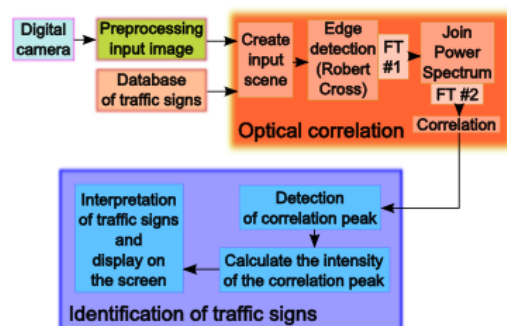 Digital
camera
Preprocessing
input image
Database
of traffic signs
Create
input
scene
Edge
detection
(Robert
Cross)
FT
#1
Join
Power
Spectrum
FT #2
Correlation
Optical correlation
Detection
of correlation peak
Calculate the intensity
of the correlation peak
Interpretation
of traffic signs
and
display on
the screen
Identification of traffic signs